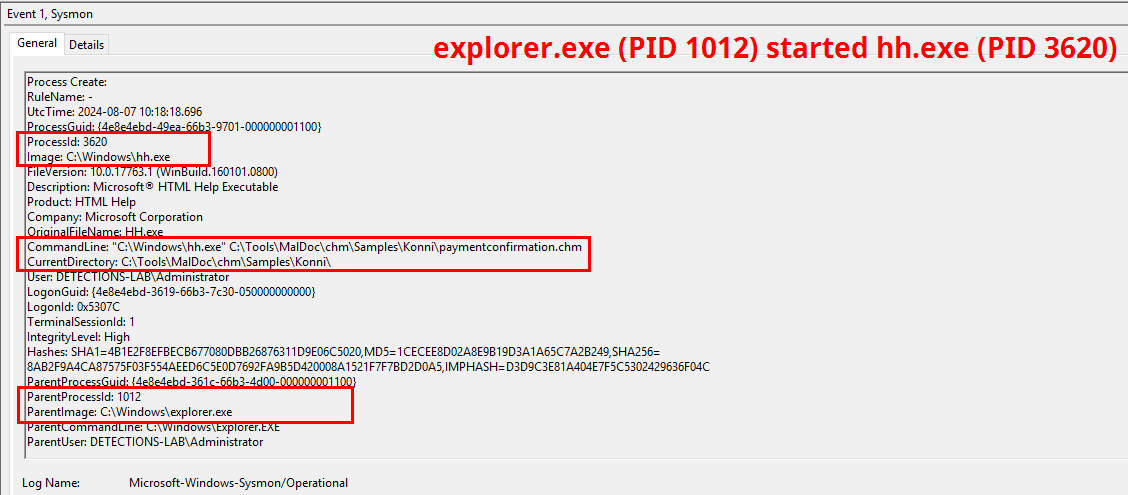 Event 1, Sysmon
General Details
explorer.exe (PID 1012) started hh.exe (PID 3620)
Process Create:
RuleName: -
UtcTime: 2024-08-07 10:18:18.696
ProcessGuid: {4e8e4ebd-49ea-66b3-9701-000000001100}
ProcessId: 3620
Image: C:\Windows\hh.exe
FileVersion: 10.0.17763.1 (WinBuild.160101.0800)
Description: Microsoft® HTML Help Executable
Product: HTML Help
Company: Microsoft Corporation
OriginalFileName: HH.exe
CommandLine: "C:\Windows\hh.exe" C:\Tools\MalDoc\chm\Samples\Konni\paymentconfirmation.chm
CurrentDirectory: C:\Tools\MalDoc\chm\Samples\Konni\
User: DETECTIONS-LAB\Administrator
LogonGuid: {4e8e4ebd-3619-66b3-7c30-050000000000}
LogonId: 0x5307C
TerminalSessionId: 1
IntegrityLevel: High
Hashes: SHA1=4B1E2F8EFBECB677080DBB26876311D9E06C5020,MD5=1CECEE8D02A8E9B19D3A1A65C7A2B249,SHA256=
8AB2F9A4CA87575F03F554AEED6C5E0D7692FA9B5D420008A1521F7F7BD2D0A5,IMPHASH=D3D9C3E81A404E7F5C5302429636F04C
ParentProcessGuid: {4e8e4ebd-361c-66b3-4d00-000000001100}
ParentProcessId: 1012
ParentImage: C:\Windows\explorer.exe
ParentCommandLine: C:\Windows\Explorer.EXE
ParentUser: DETECTIONS-LAB\Administrator
Log Name: Microsoft-Windows-Sysmon/Operational